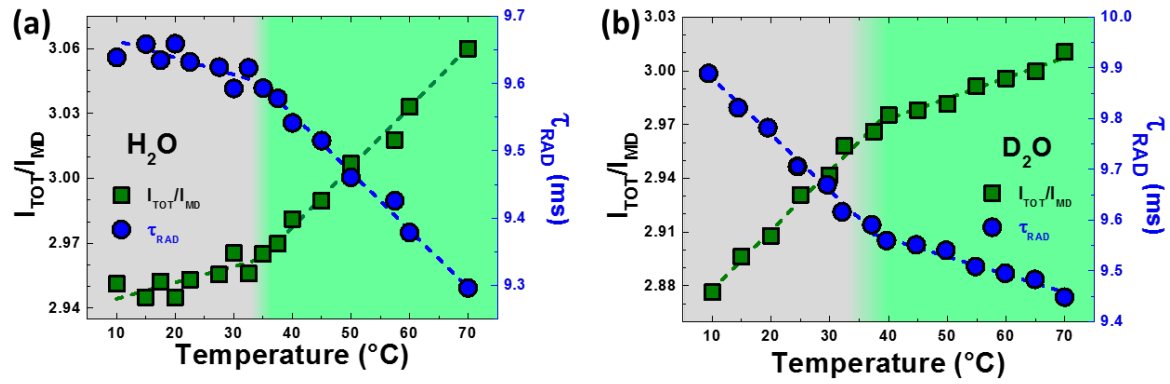 (a)
I_TOT/I_MD
3.06
3.03
3.00
2.97
2.94
H₂O
I_TOT/I_MD
τ_RAD
10 20 30 40 50 60 70
Temperature (°C)
9.7
9.6
9.5
9.4
9.3
τ_RAD (ms)
(b)
I_TOT/I_MD
3.03
3.00
2.97
2.94
2.91
2.88
D₂O
I_TOT/I_MD
τ_RAD
10 20 30 40 50 60 70
Temperature (°C)
10.0
9.9
9.8
9.7
9.6
9.5
9.4
τ_RAD (ms)